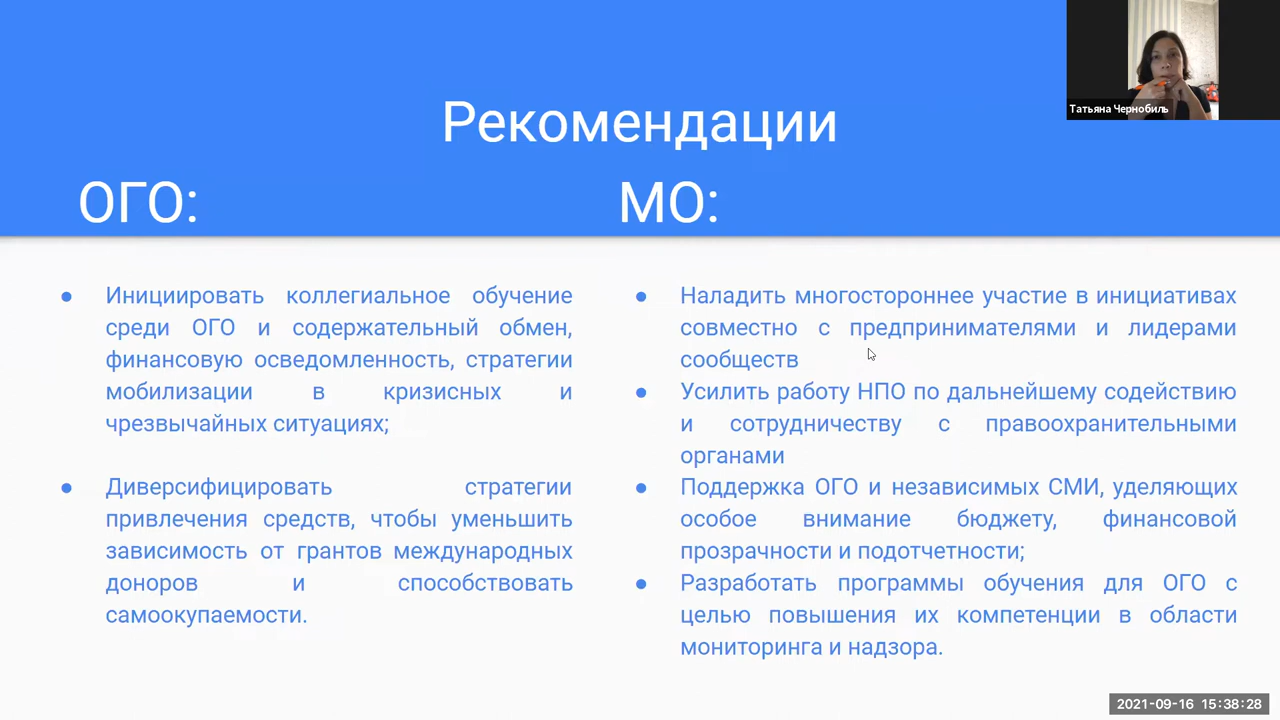 Татьяна Чернобиль
Рекомендации
ОГО:
МО:
● Инициировать коллегиальное обучение
среди ОГО и содержательный обмен,
финансовую осведомленность, стратегии
мобилизации в кризисных и
чрезвычайных ситуациях;
● Диверсифицировать стратегии
привлечения средств, чтобы уменьшить
зависимость от грантов международных
доноров и способствовать
самоокупаемости.
● Наладить многостороннее участие в инициативах
совместно с предпринимателями и лидерами
сообществ
● Усилить работу НПО по дальнейшему содействию
и сотрудничеству с правоохранительными
органами
● Поддержка ОГО и независимых СМИ, уделяющих
особое внимание бюджету, финансовой
прозрачности и подотчетности;
● Разработать программы обучения для ОГО с
целью повышения их компетенции в области
мониторинга и надзора.
2021-09-16 15:38:28